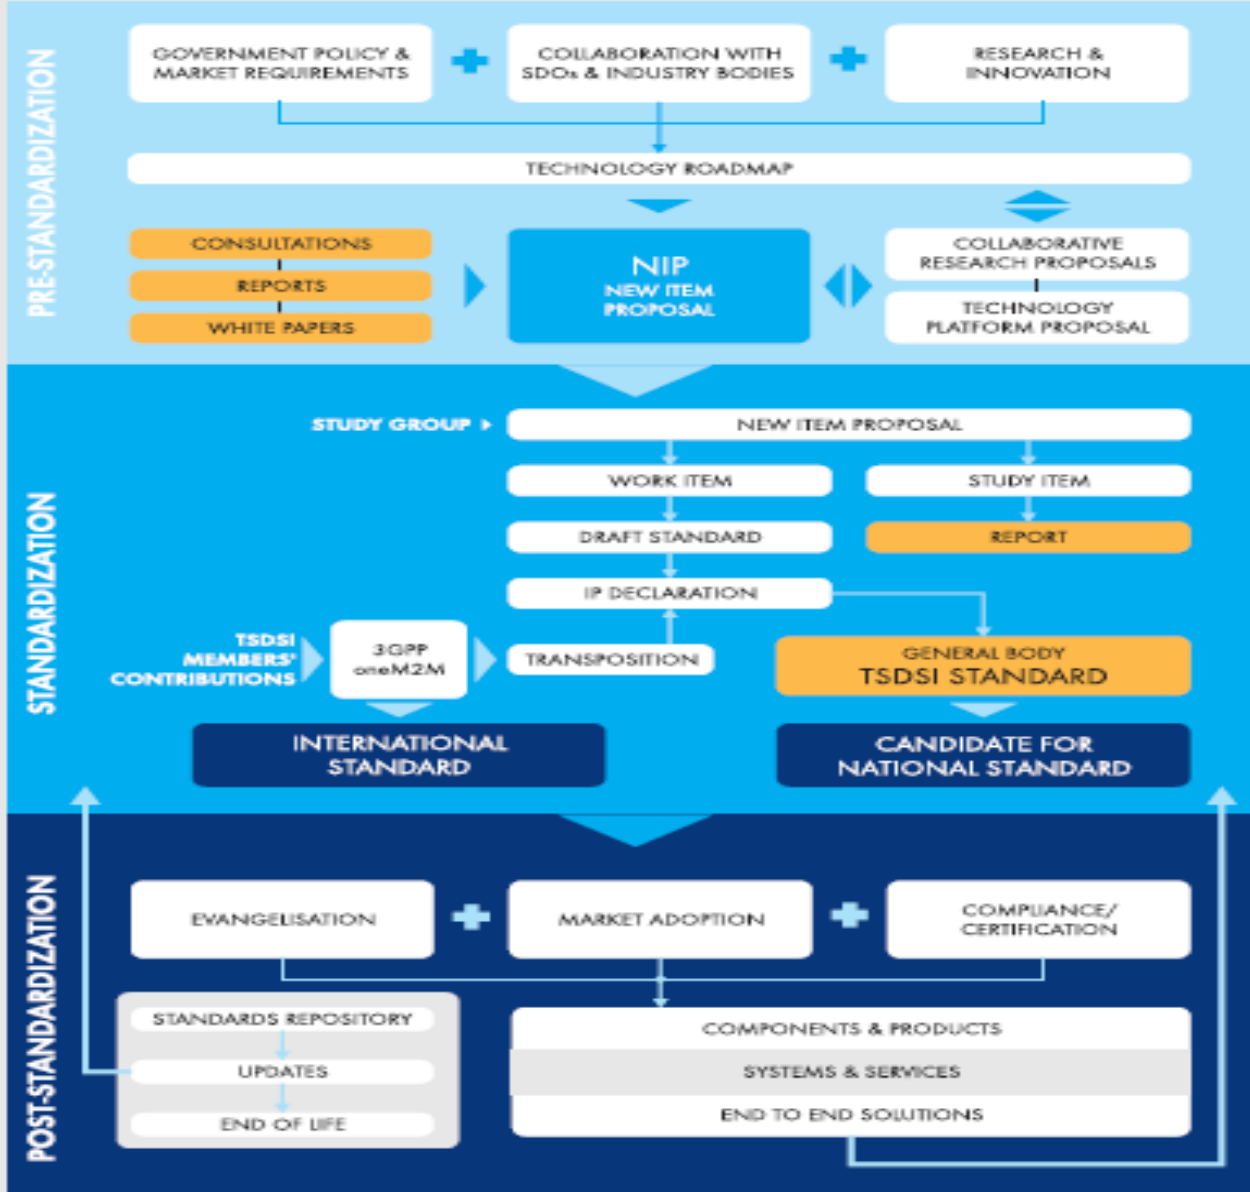 PRE-STANDARDIZATION
GOVERNMENT POLICY &
MARKET REQUIREMENTS
COLLABORATION WITH
SDOs & INDUSTRY BODIES
RESEARCH &
INNOVATION
TECHNOLOGY ROADMAP
CONSULTATIONS
REPORTS
WHITE PAPERS
NIP
NEW ITEM
PROPOSAL
COLLABORATIVE
RESEARCH PROPOSALS
TECHNOLOGY
PLATFORM PROPOSAL
STANDARDIZATION
STUDY GROUP
NEW ITEM PROPOSAL
WORK ITEM
STUDY ITEM
DRAFT STANDARD
REPORT
IP DECLARATION
TSDSI
MEMBERS'
CONTRIBUTIONS
3GPP
oneM2M
TRANSPOSITION
GENERAL BODY
TSDSI STANDARD
INTERNATIONAL
STANDARD
CANDIDATE FOR
NATIONAL STANDARD
POST-STANDARDIZATION
EVANGELISATION
MARKET ADOPTION
COMPLIANCE/
CERTIFICATION
STANDARDS REPOSITORY
UPDATES
END OF LIFE
COMPONENTS & PRODUCTS
SYSTEMS & SERVICES
END TO END SOLUTIONS